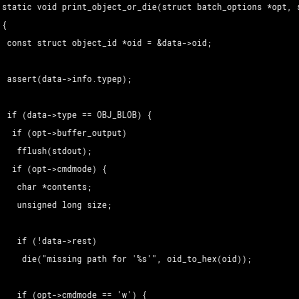 static void print_object_or_die(struct batch_options *opt,
{
const struct object_id *oid = &data->oid;
assert(data->info.typep);
if (data->type == OBJ_BLOB) {
if (opt->buffer_output)
fflush(stdout);
if (opt->cmdmode) {
char *contents;
unsigned long size;
if (!data->rest)
die("missing path for '%s'", oid_to_hex(oid));
if (opt->cmdmode == 'w') {